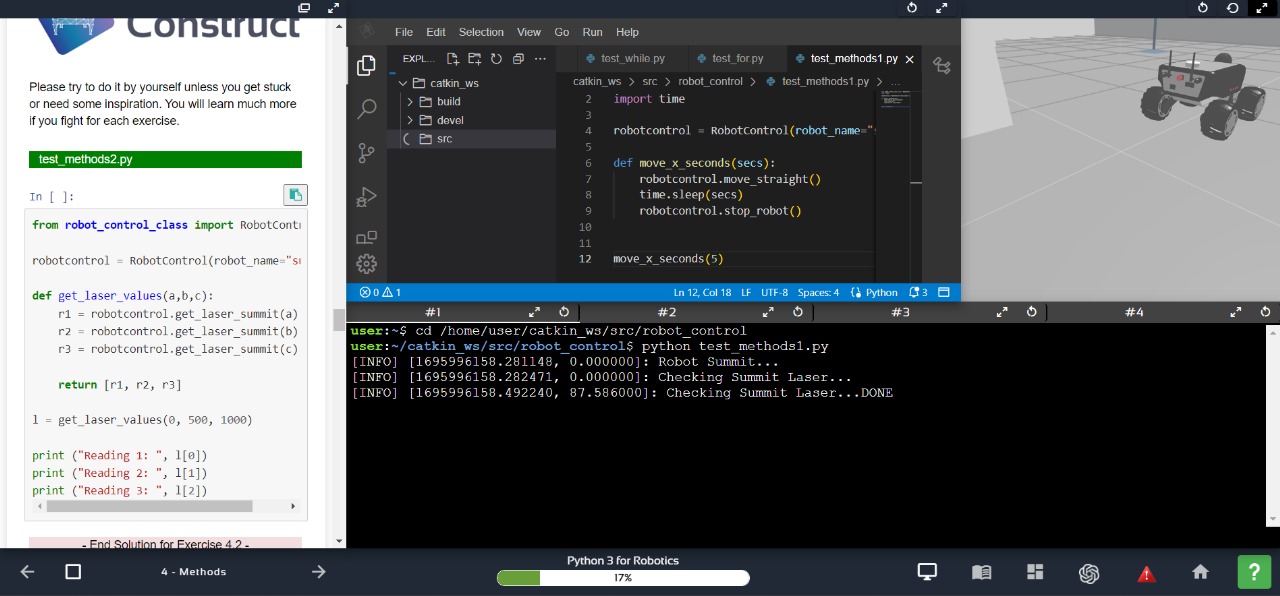 Construct
Please try to do it by yourself unless you get stuck
or need some inspiration. You will learn much more
if you fight for each exercise.
test_methods2.py
In [ ]:
from robot_control_class import RobotContr
robotcontrol = RobotControl(robot_name="su
def get_laser_values(a,b,c):
r1 = robotcontrol.get_laser_summit(a)
r2 = robotcontrol.get_laser_summit(b)
r3 = robotcontrol.get_laser_summit(c)
return [r1, r2, r3]
l = get_laser_values(0, 500, 1000)
print ("Reading 1: ", l[0])
print ("Reading 2: ", l[1])
print ("Reading 3: ", l[2])
- End Solution for Exercise 4.2 -
File Edit Selection View Go Run Help
EXPL...
catkin_ws
build
devel
src
test_while.py test_for.py test_methods1.py
catkin_ws > src > robot_control > test_methods1.py > ...
2 import time
3
4 robotcontrol = RobotControl(robot_name="
5
6 def move_x_seconds(secs):
7 robotcontrol.move_straight()
8 time.sleep(secs)
9 robotcontrol.stop_robot()
10
11
12 move_x_seconds(5)
0 1 Ln 12, Col 18 LF UTF-8 Spaces: 4 Python 3
#1 #2 #3 #4
user:~$ cd /home/user/catkin_ws/src/robot_control
user:~/catkin_ws/src/robot_control$ python test_methods1.py
[INFO] [1695996158.281148, 0.000000]: Robot Summit...
[INFO] [1695996158.282471, 0.000000]: Checking Summit Laser...
[INFO] [1695996158.492240, 87.586000]: Checking Summit Laser...DONE
4 - Methods
Python 3 for Robotics
17%
?